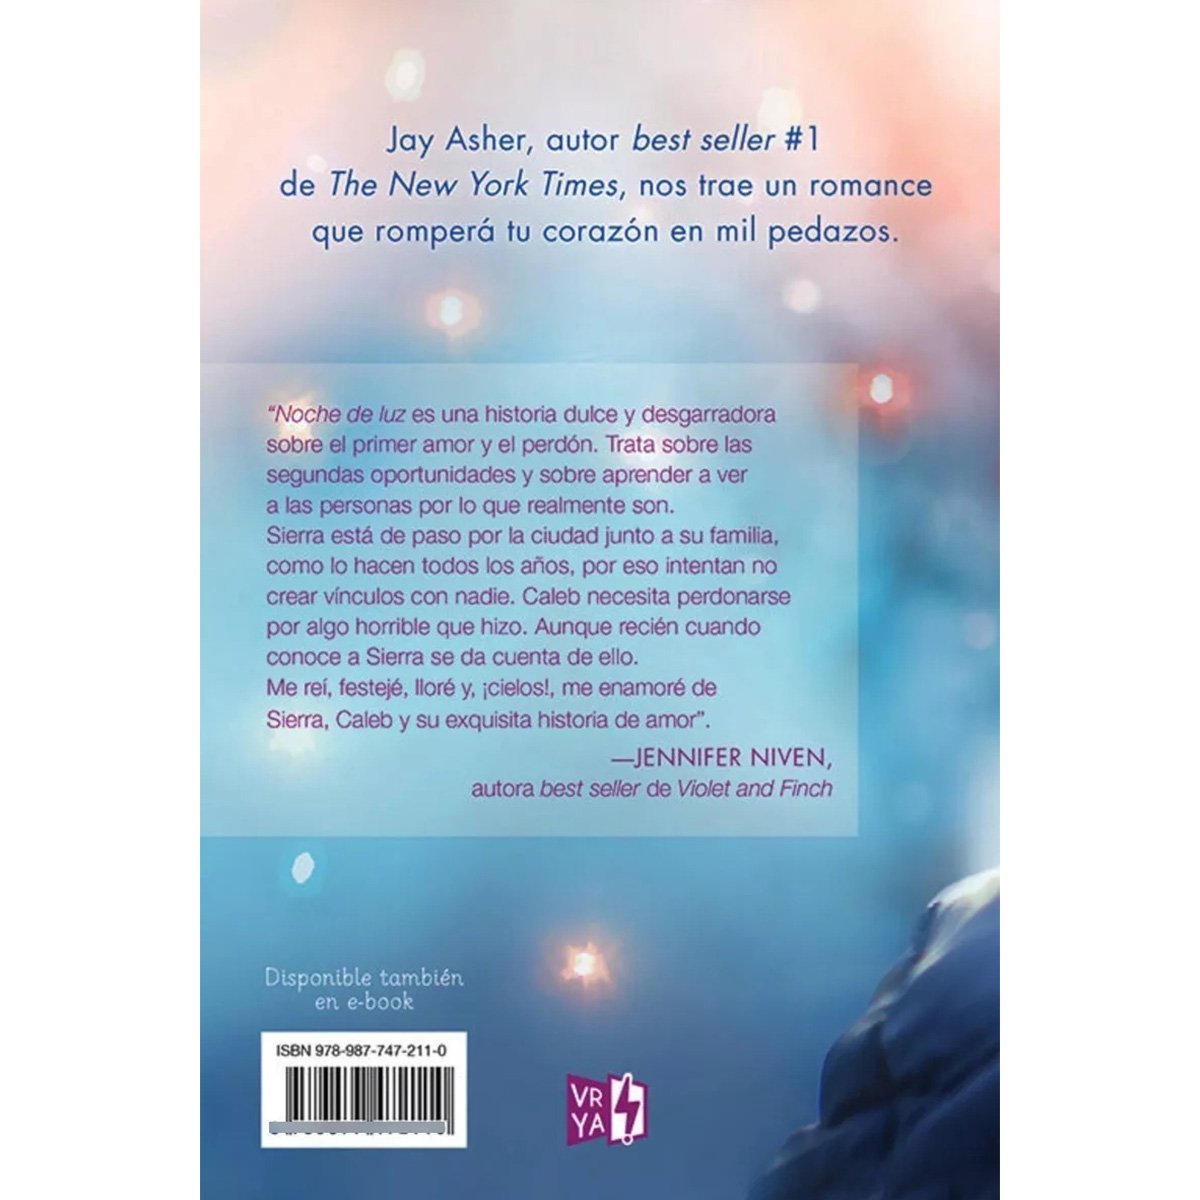 Jay Asher, autor best seller #1
de The New York Times, nos trae un romance
que romperá tu corazón en mil pedazos.
“Noche de luz es una historia dulce y desgarradora
sobre el primer amor y el perdón. Trata sobre las
segundas oportunidades y sobre aprender a ver
a las personas por lo que realmente son.
Sierra está de paso por la ciudad junto a su familia,
como lo hacen todos los años, por eso intentan no
crear vínculos con nadie. Caleb necesita perdonarse
por algo horrible que hizo. Aunque recién cuando
conoce a Sierra se da cuenta de ello.
Me reí, festejé, lloré y, ¡cielos!, me enamoré de
Sierra, Caleb y su exquisita historia de amor”.
—JENNIFER NIVEN,
autora best seller de Violet and Finch
Disponible también
en e-book
ISBN 978-987-747-211-0
VR
YA